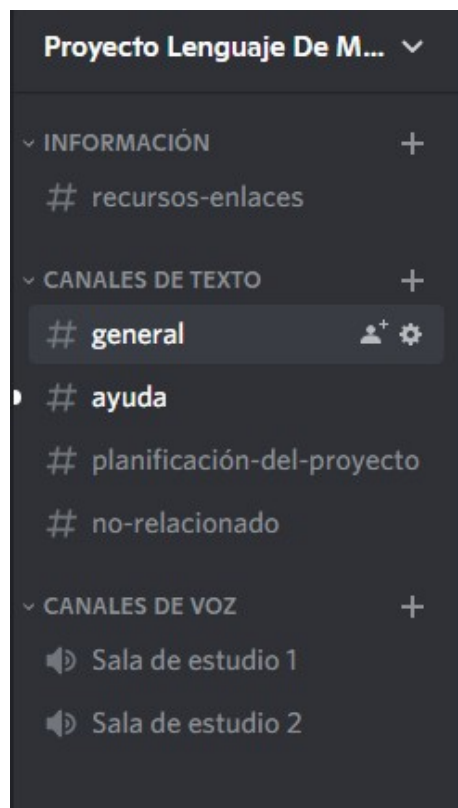 Proyecto Lenguaje De M...
INFORMACIÓN
# recursos-enlaces
CANALES DE TEXTO
# general
# ayuda
# planificación-del-proyecto
# no-relacionado
CANALES DE VOZ
Sala de estudio 1
Sala de estudio 2